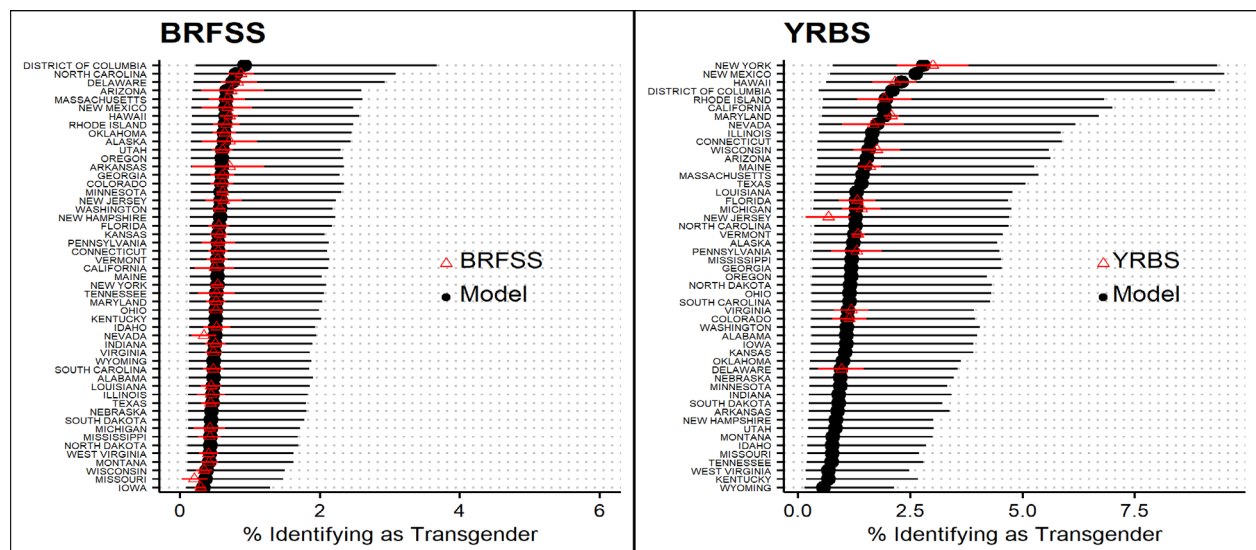 BRFSS
DISTRICT OF COLUMBIA
NORTH CAROLINA
DELAWARE
ARIZONA
MASSACHUSETTS
NEW MEXICO
HAWAII
RHODE ISLAND
OKLAHOMA
ALASKA
UTAH
OREGON
ARKANSAS
GEORGIA
COLORADO
MINNESOTA
NEW JERSEY
WASHINGTON
NEW HAMPSHIRE
FLORIDA
KANSAS
PENNSYLVANIA
CONNECTICUT
VERMONT
CALIFORNIA
MAINE
NEW YORK
TENNESSEE
MARYLAND
OHIO
KENTUCKY
IDAHO
NEVADA
INDIANA
VIRGINIA
WYOMING
SOUTH CAROLINA
ALABAMA
LOUISIANA
ILLINOIS
TEXAS
NEBRASKA
SOUTH DAKOTA
MICHIGAN
MISSISSIPPI
NORTH DAKOTA
WEST VIRGINIA
MONTANA
WISCONSIN
MISSOURI
IOWA
BRFSS
Model
0 2 4 6
% Identifying as Transgender
YRBS
NEW YORK
NEW MEXICO
HAWAII
DISTRICT OF COLUMBIA
RHODE ISLAND
CALIFORNIA
MARYLAND
NEVADA
ILLINOIS
CONNECTICUT
WISCONSIN
ARIZONA
MAINE
MASSACHUSETTS
TEXAS
LOUISIANA
FLORIDA
MICHIGAN
NEW JERSEY
NORTH CAROLINA
VERMONT
ALASKA
PENNSYLVANIA
MISSISSIPPI
GEORGIA
OREGON
NORTH DAKOTA
OHIO
SOUTH CAROLINA
VIRGINIA
COLORADO
WASHINGTON
ALABAMA
IOWA
KANSAS
OKLAHOMA
DELAWARE
NEBRASKA
MINNESOTA
INDIANA
SOUTH DAKOTA
ARKANSAS
NEW HAMPSHIRE
UTAH
MONTANA
IDAHO
MISSOURI
TENNESSEE
WEST VIRGINIA
KENTUCKY
WYOMING
YRBS
Model
0.0 2.5 5.0 7.5
% Identifying as Transgender